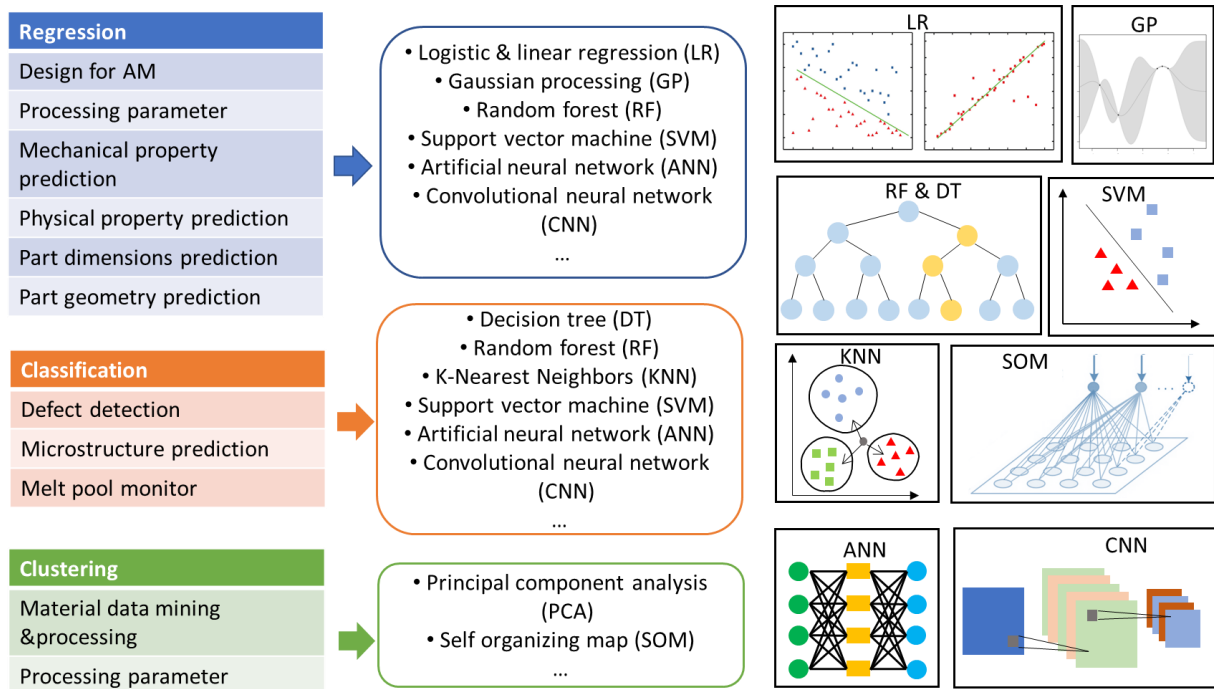 Regression
Design for AM
Processing parameter
Mechanical property
prediction
Physical property prediction
Part dimensions prediction
Part geometry prediction
• Logistic & linear regression (LR)
• Gaussian processing (GP)
• Random forest (RF)
• Support vector machine (SVM)
• Artificial neural network (ANN)
• Convolutional neural network
(CNN)
...
Classification
Defect detection
Microstructure prediction
Melt pool monitor
• Decision tree (DT)
• Random forest (RF)
• K-Nearest Neighbors (KNN)
• Support vector machine (SVM)
• Artificial neural network (ANN)
• Convolutional neural network
(CNN)
...
Clustering
Material data mining
&processing
Processing parameter
• Principal component analysis
(PCA)
• Self organizing map (SOM)
...
LR
GP
RF & DT
SVM
KNN
SOM
...
ANN
CNN